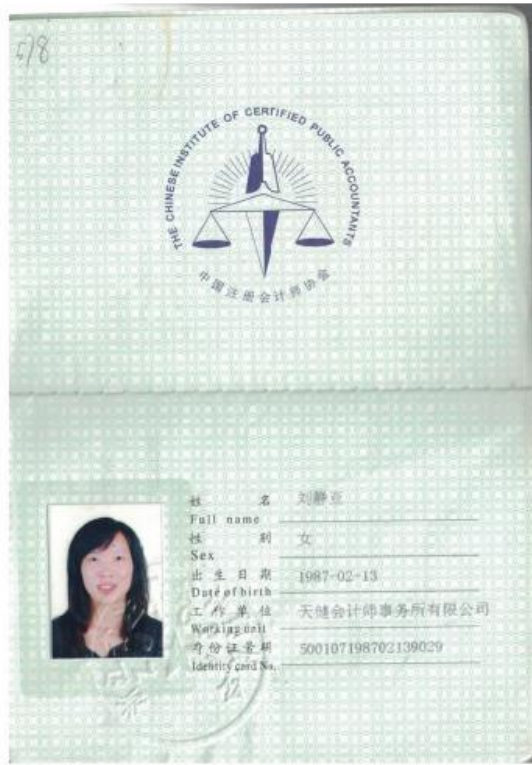 578
THE CHINESE INSTITUTE OF CERTIFIED PUBLIC ACCOUNTANTS
中国注册会计师协会
姓 名 刘静亚
Full name
性 别 女
Sex
出 生 日 期 1987-02-13
Date of birth
工 作 单 位 天健会计师事务所有限公司
Working unit
身份证号码 500107198702139029
Identity card No.
12